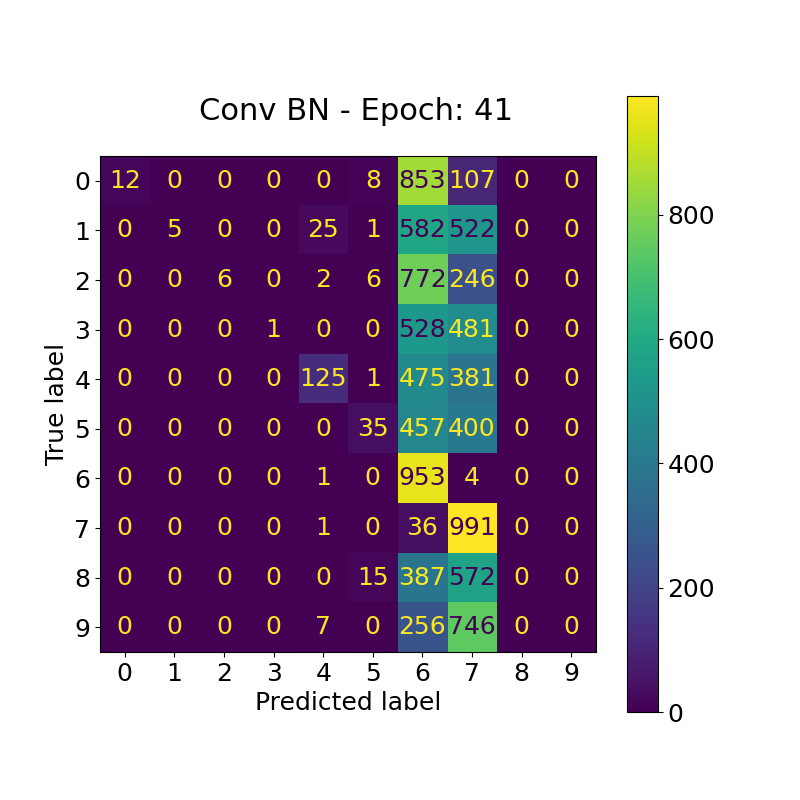 Conv BN - Epoch: 41
0 12 0 0 0 0 8 853 107 0 0
1 0 5 0 0 25 1 582 522 0 0
2 0 0 6 0 2 6 772 246 0 0
3 0 0 0 1 0 0 528 481 0 0
4 0 0 0 0 125 1 475 381 0 0
5 0 0 0 0 0 35 457 400 0 0
6 0 0 0 0 1 0 953 4 0 0
7 0 0 0 0 1 0 36 991 0 0
8 0 0 0 0 0 15 387 572 0 0
9 0 0 0 0 7 0 256 746 0 0
0 1 2 3 4 5 6 7 8 9
Predicted label
True label
800
600
400
200
0